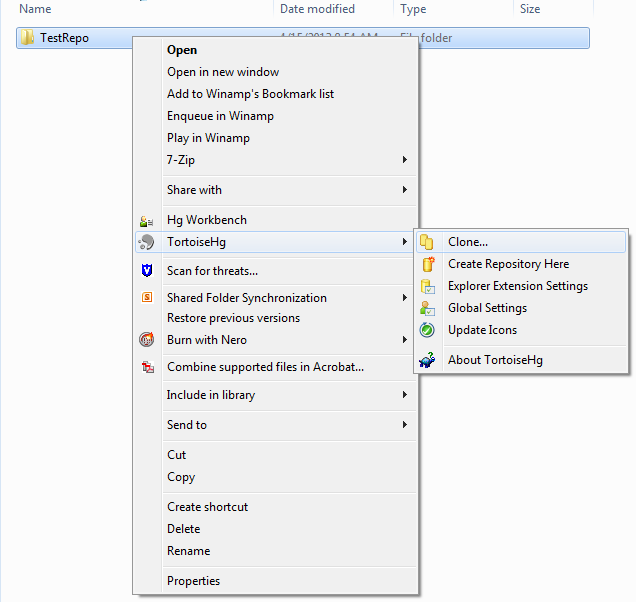 Name Date modified Type Size
TestRepo File folder
Open
Open in new window
Add to Winamp's Bookmark list
Enqueue in Winamp
Play in Winamp
7-Zip
Share with
Hg Workbench
TortoiseHg
Scan for threats...
Shared Folder Synchronization
Restore previous versions
Burn with Nero
Combine supported files in Acrobat...
Include in library
Send to
Cut
Copy
Create shortcut
Delete
Rename
Properties
Clone...
Create Repository Here
Explorer Extension Settings
Global Settings
Update Icons
About TortoiseHg